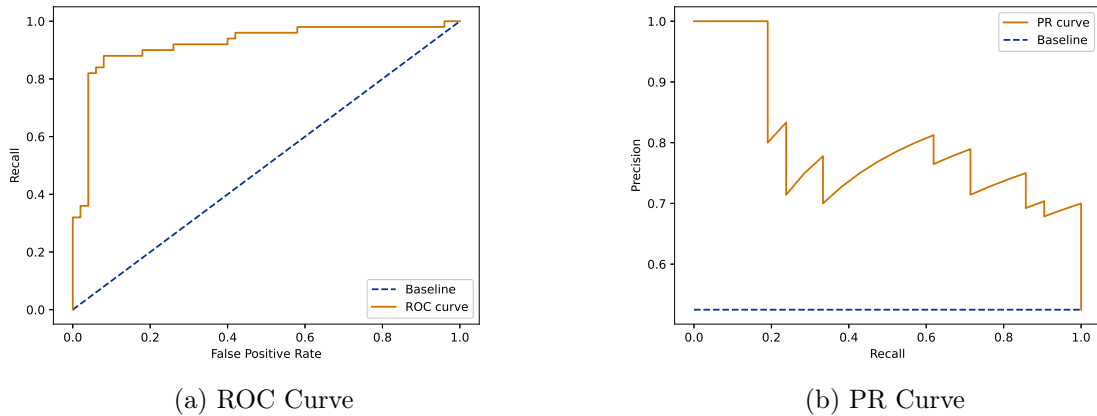 1.0
0.8
0.6
0.4
0.2
0.0
Recall
0.0 0.2 0.4 0.6 0.8 1.0
False Positive Rate
Baseline
ROC curve
(a) ROC Curve
1.0
0.9
0.8
0.7
0.6
Precision
0.0 0.2 0.4 0.6 0.8 1.0
Recall
PR curve
Baseline
(b) PR Curve